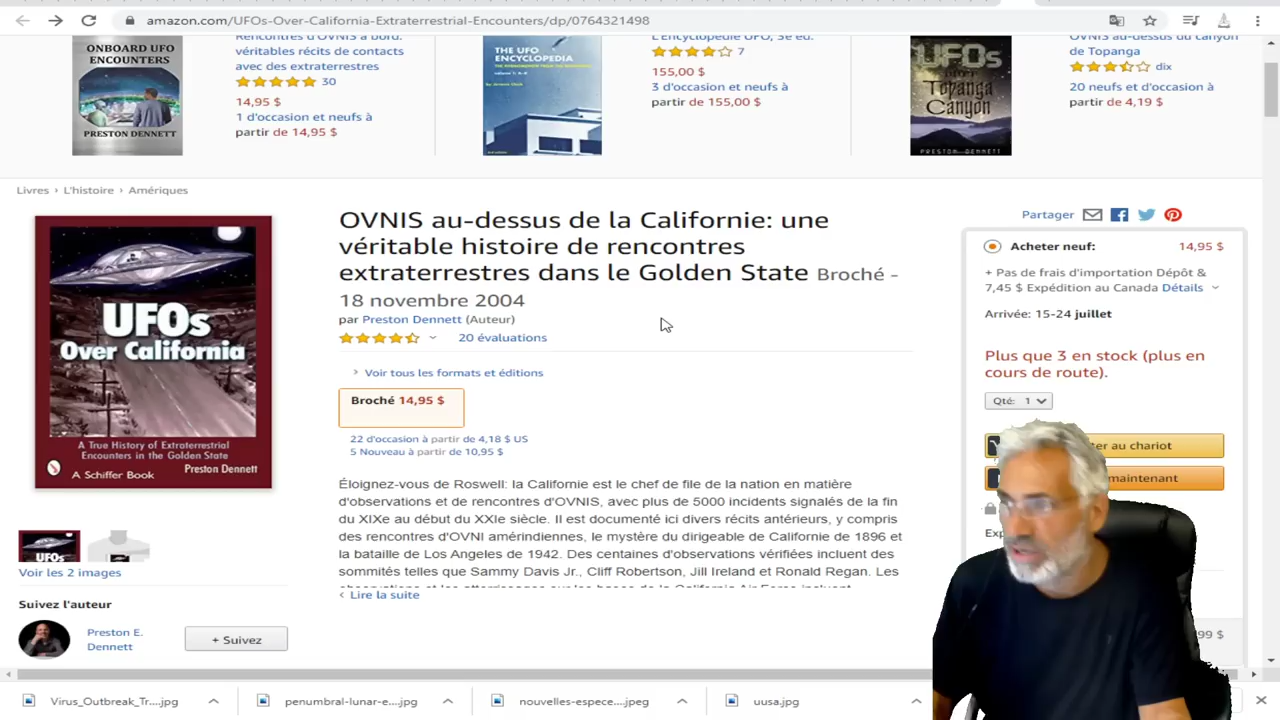 amazon.com/UFOs-Over-California-Extraterrestrial-Encounters/dp/0764321498
ONBOARD UFO
ENCOUNTERS
PRESTON DENNETT
Rencontres d'OVNIS à bord:
véritables récits de contacts
avec des extraterrestres
30
14,95 $
1 d'occasion et neufs à
partir de 14,95 $
THE UFO
ENCYCLOPEDIA
L'Encyclopédie UFO, 3e éd.
7
155,00 $
3 d'occasion et neufs à
partir de 155,00 $
UFOs
over
Topanga
Canyon
PRESTON DENNETT
OVNIS au-dessus du canyon
de Topanga
dix
20 neufs et d'occasion à
partir de 4,19 $
Livres › L'histoire › Amériques
UFOs
Over California
A True History of Extraterrestrial
Encounters in the Golden State
Preston Dennett
A Schiffer Book
UFOs
Voir les 2 images
Suivez l'auteur
Preston E.
Dennett
+ Suivez
OVNIS au-dessus de la Californie: une
véritable histoire de rencontres
extraterrestres dans le Golden State Broché -
18 novembre 2004
par Preston Dennett (Auteur)
20 évaluations
› Voir tous les formats et éditions
Broché 14,95 $
22 d'occasion à partir de 4,18 $ US
5 Nouveau à partir de 10,95 $
Éloignez-vous de Roswell: la Californie est le chef de file de la nation en matière
d'observations et de rencontres d'OVNIS, avec plus de 5000 incidents signalés de la fin
du XIXe au début du XXIe siècle. Il est documenté ici divers récits antérieurs, y compris
des rencontres d'OVNI amérindiennes, le mystère du dirigeable de Californie de 1896 et
la bataille de Los Angeles de 1942. Des centaines d'observations vérifiées incluent des
sommités telles que Sammy Davis Jr., Cliff Robertson, Jill Ireland et Ronald Regan. Les
‹ Lire la suite
Partager
Acheter neuf: 14,95 $
+ Pas de frais d'importation Dépôt &
7,45 $ Expédition au Canada Détails
Arrivée: 15-24 juillet
Plus que 3 en stock (plus en
cours de route).
Qté: 1
au chariot
maintenant
99 $
Virus_Outbreak_Tr....jpg
penumbral-lunar-e....jpg
nouvelles-espece....jpeg
uusa.jpg